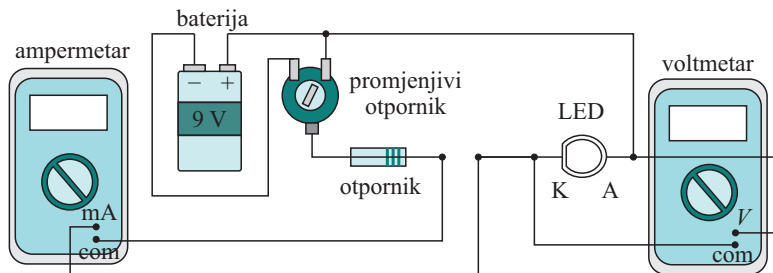 baterija
ampermetar
− +
9 V
promjenjivi
otpornik
LED
voltmetar
otpornik
K A
mA
com
V
com